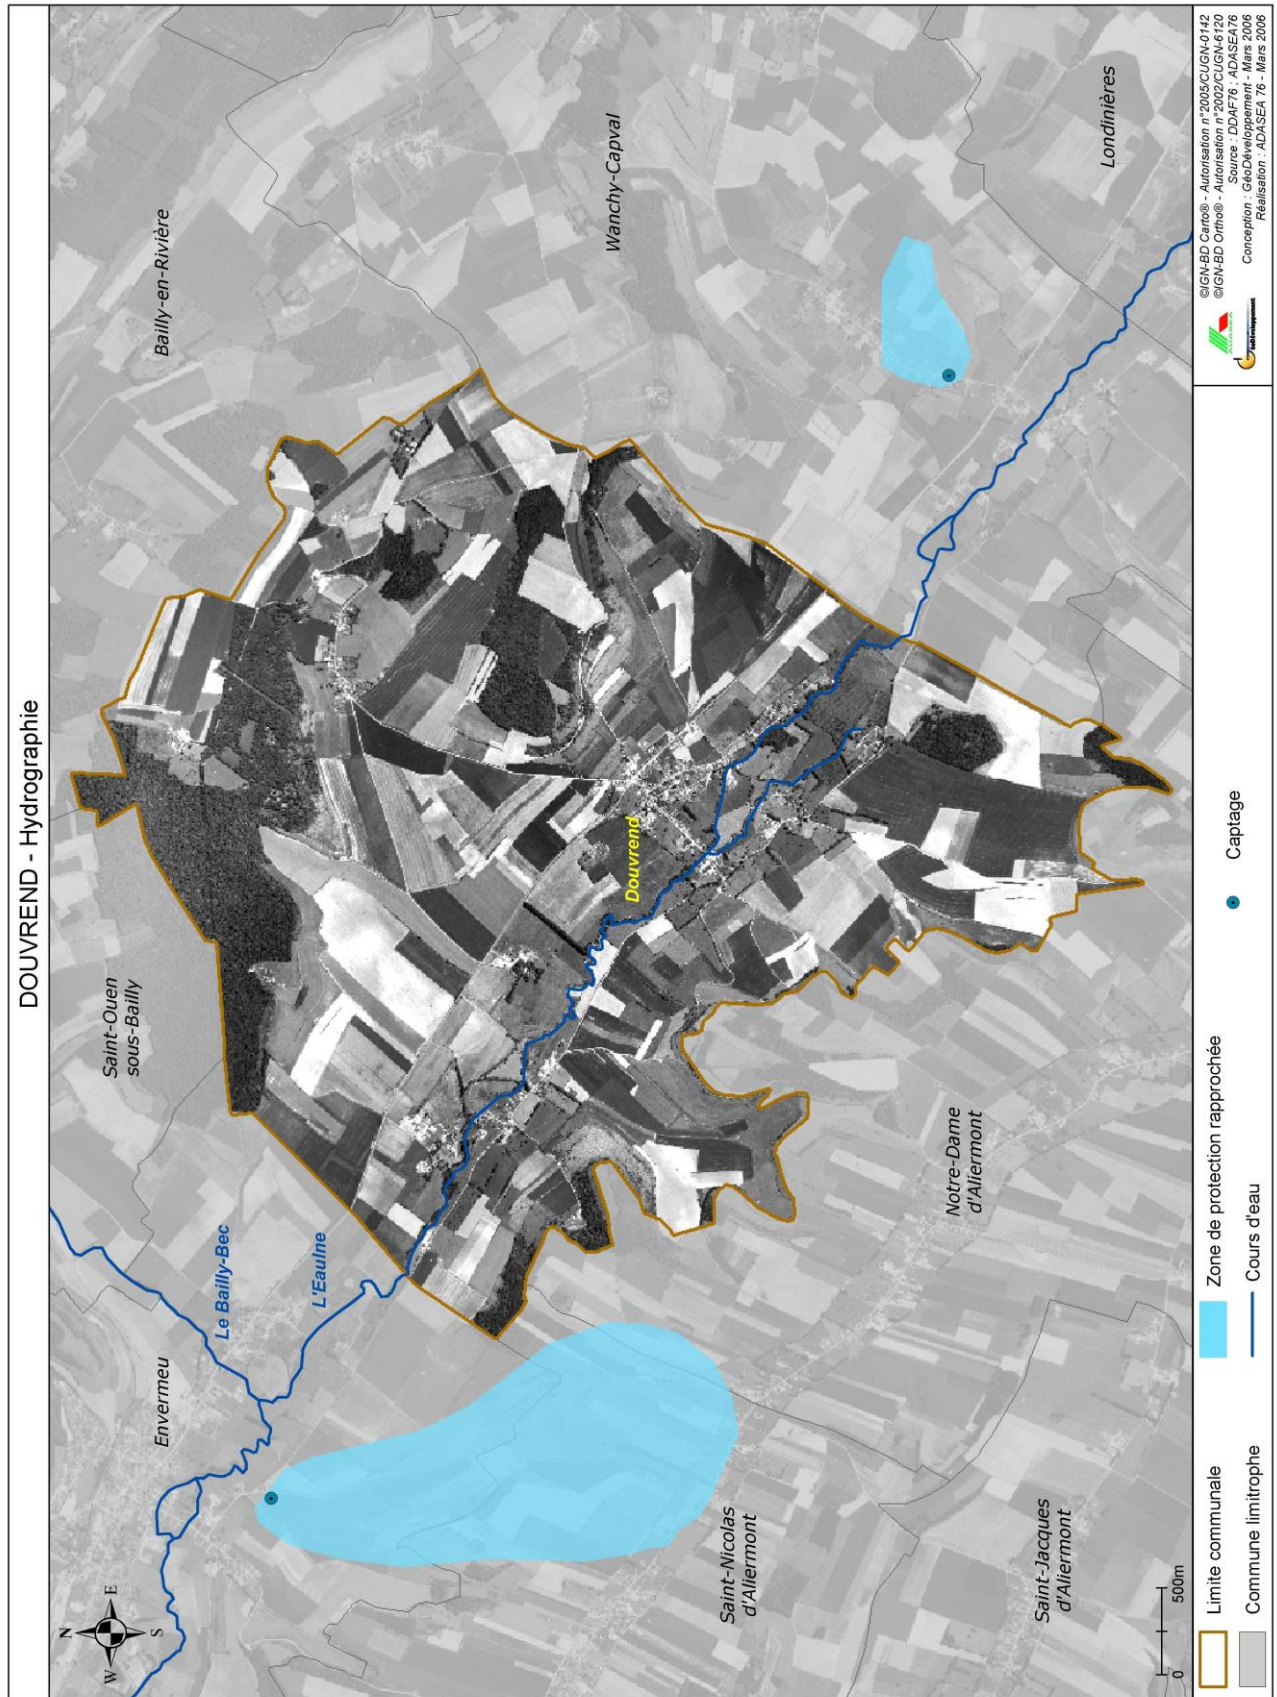 DOUVREND - Hydrographie
N
W
E
S
Envermeu
Le Bailly-Bec
L'Eaulne
Saint-Ouen
sous-Bailly
Bailly-en-Rivière
Douvrend
Wanchy-Capval
Saint-Nicolas
d'Aliermont
Notre-Dame
d'Aliermont
Saint-Jacques
d'Aliermont
Londinières
0
500m
Limite communale
Commune limitrophe
Zone de protection rapprochée
Cours d'eau
Captage
©IGN-BD Carto® - Autorisation n°2005/CUGN-0142
©IGN-BD Ortho® - Autorisation n°2002/CUGN-6120
Source : DDAF76 ; ADASEA76
Conception : GéoDéveloppement - Mars 2006
Réalisation : ADASEA 76 - Mars 2006